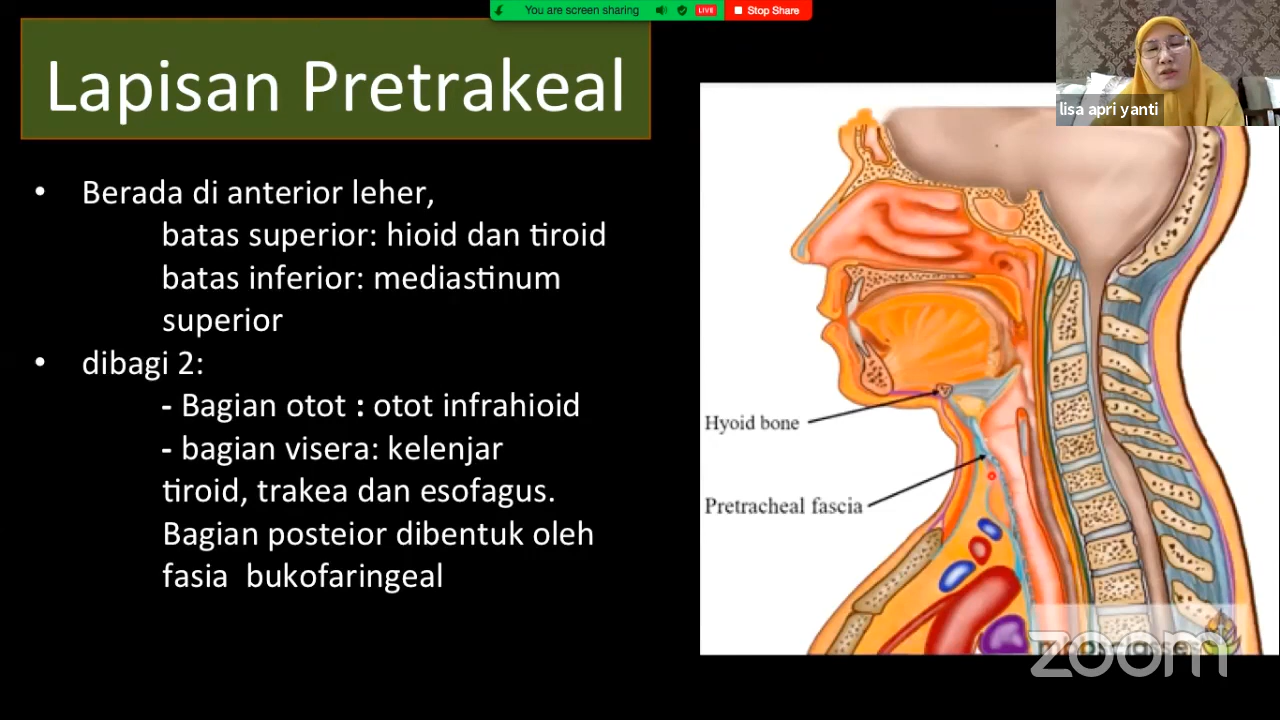 You are screen sharing LIVE Stop Share
lisa apri yanti
Lapisan Pretrakeal
• Berada di anterior leher,
batas superior: hioid dan tiroid
batas inferior: mediastinum
superior
• dibagi 2:
- Bagian otot : otot infrahioid
- bagian visera: kelenjar
tiroid, trakea dan esofagus.
Bagian posteior dibentuk oleh
fasia bukofaringeal
Hyoid bone
Pretracheal fascia
zoom